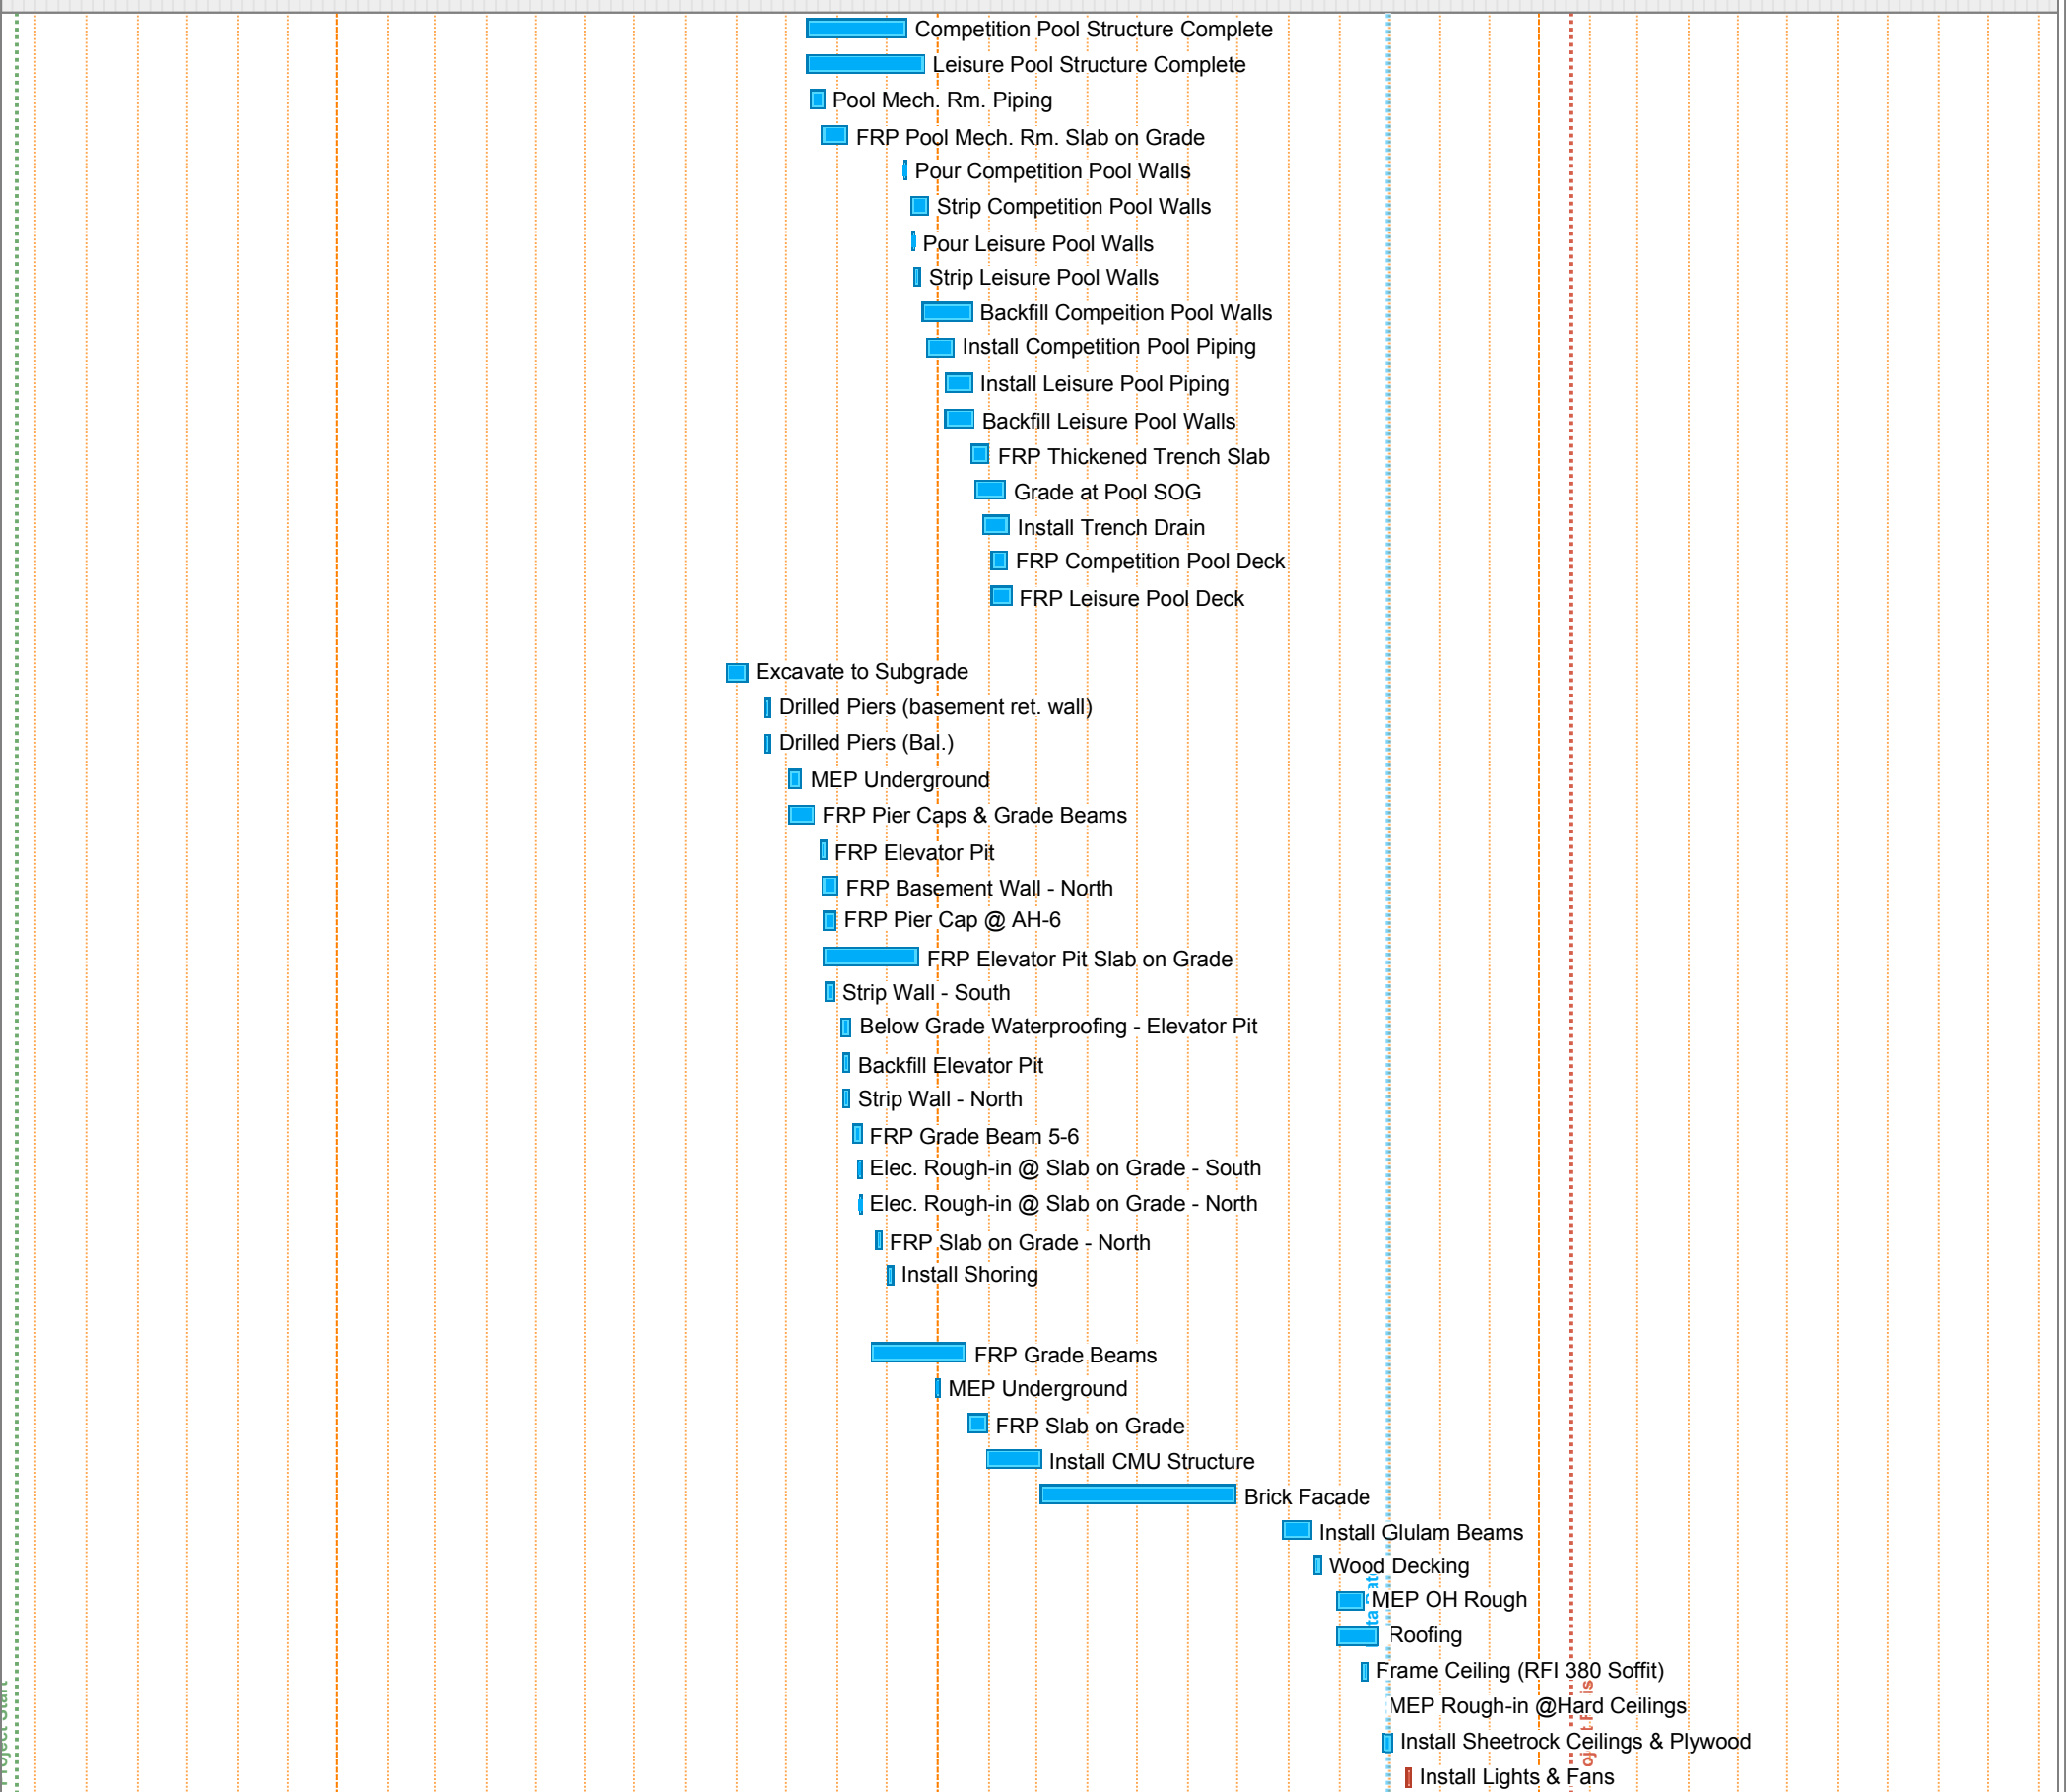 Competition Pool Structure Complete
Leisure Pool Structure Complete
Pool Mech. Rm. Piping
FRP Pool Mech. Rm. Slab on Grade
Pour Competition Pool Walls
Strip Competition Pool Walls
Pour Leisure Pool Walls
Strip Leisure Pool Walls
Backfill Compeition Pool Walls
Install Competition Pool Piping
Install Leisure Pool Piping
Backfill Leisure Pool Walls
FRP Thickened Trench Slab
Grade at Pool SOG
Install Trench Drain
FRP Competition Pool Deck
FRP Leisure Pool Deck
Excavate to Subgrade
Drilled Piers (basement ret. wall)
Drilled Piers (Bal.)
MEP Underground
FRP Pier Caps & Grade Beams
FRP Elevator Pit
FRP Basement Wall - North
FRP Pier Cap @ AH-6
FRP Elevator Pit Slab on Grade
Strip Wall - South
Below Grade Waterproofing - Elevator Pit
Backfill Elevator Pit
Strip Wall - North
FRP Grade Beam 5-6
Elec. Rough-in @ Slab on Grade - South
Elec. Rough-in @ Slab on Grade - North
FRP Slab on Grade - North
Install Shoring
FRP Grade Beams
MEP Underground
FRP Slab on Grade
Install CMU Structure
Brick Facade
Install Glulam Beams
Wood Decking
MEP OH Rough
Roofing
Frame Ceiling (RFI 380 Soffit)
MEP Rough-in @Hard Ceilings
Install Sheetrock Ceilings & Plywood
Install Lights & Fans
Project Start